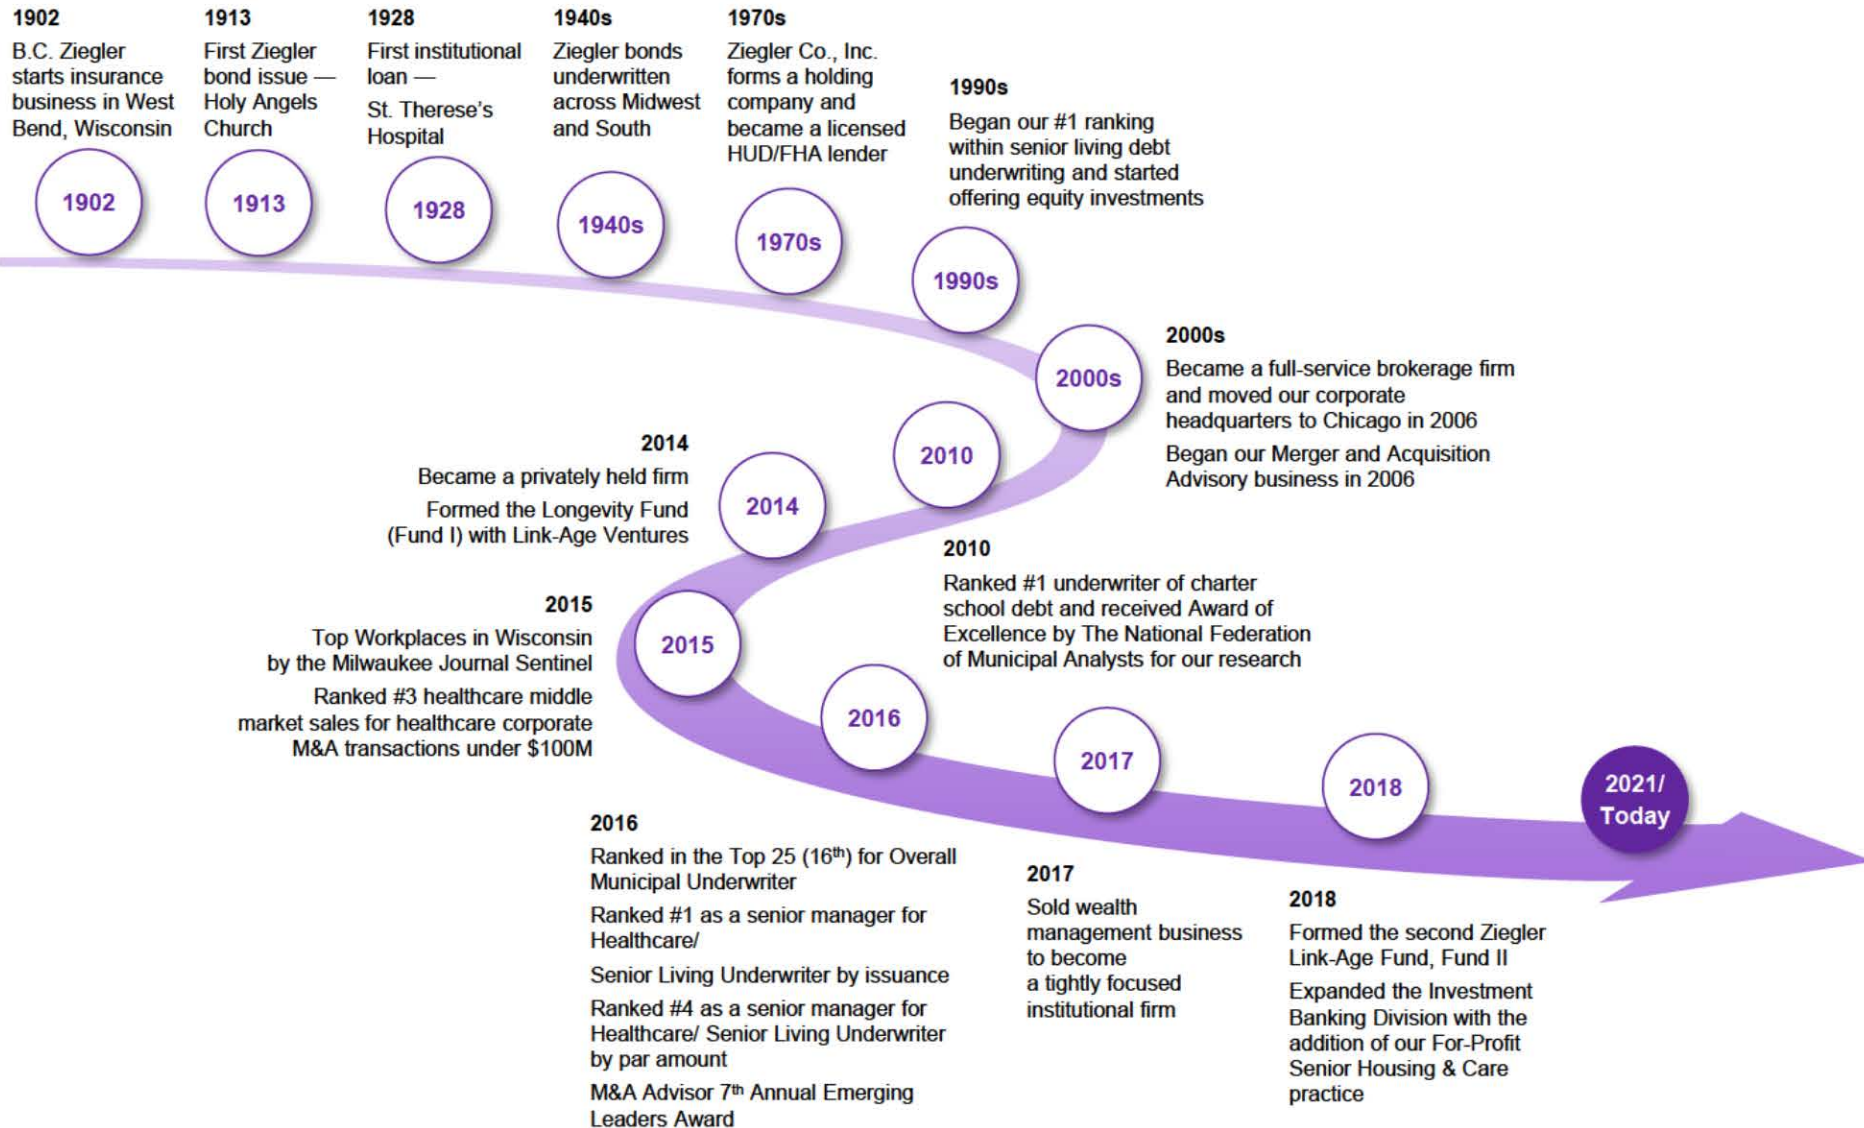 1902
B.C. Ziegler
starts insurance
business in West
Bend, Wisconsin
1902
1913
First Ziegler
bond issue —
Holy Angels
Church
1913
1928
First institutional
loan —
St. Therese's
Hospital
1928
1940s
Ziegler bonds
underwritten
across Midwest
and South
1940s
1970s
Ziegler Co., Inc.
forms a holding
company and
became a licensed
HUD/FHA lender
1970s
1990s
Began our #1 ranking
within senior living debt
underwriting and started
offering equity investments
1990s
2000s
2000s
Became a full-service brokerage firm
and moved our corporate
headquarters to Chicago in 2006
Began our Merger and Acquisition
Advisory business in 2006
2010
2010
Ranked #1 underwriter of charter
school debt and received Award of
Excellence by The National Federation
of Municipal Analysts for our research
2014
Became a privately held firm
Formed the Longevity Fund
(Fund I) with Link-Age Ventures
2014
2015
Top Workplaces in Wisconsin
by the Milwaukee Journal Sentinel
Ranked #3 healthcare middle
market sales for healthcare corporate
M&A transactions under $100M
2015
2016
2016
Ranked in the Top 25 (16th) for Overall
Municipal Underwriter
Ranked #1 as a senior manager for
Healthcare/
Senior Living Underwriter by issuance
Ranked #4 as a senior manager for
Healthcare/ Senior Living Underwriter
by par amount
M&A Advisor 7th Annual Emerging
Leaders Award
2017
2017
Sold wealth
management business
to become
a tightly focused
institutional firm
2018
2018
Formed the second Ziegler
Link-Age Fund, Fund II
Expanded the Investment
Banking Division with the
addition of our For-Profit
Senior Housing & Care
practice
2021/
Today